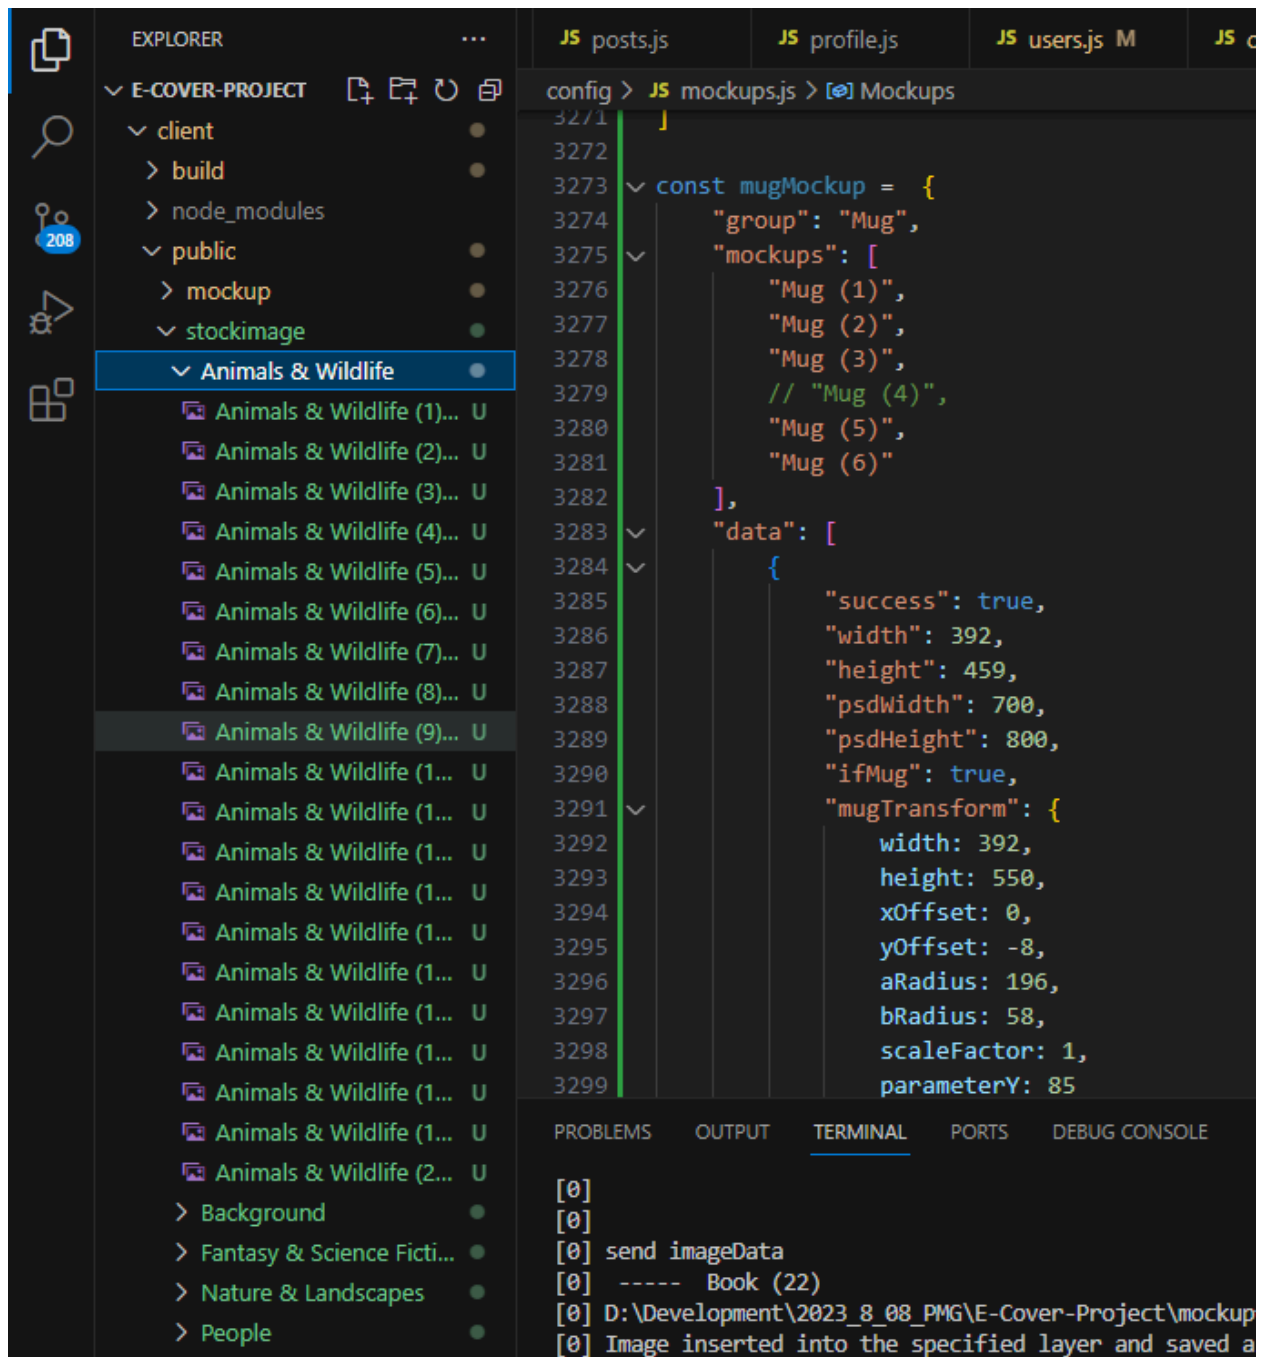 EXPLORER ...
E-COVER-PROJECT
client
build
node_modules
208
public
mockup
stockimage
Animals & Wildlife
Animals & Wildlife (1)... U
Animals & Wildlife (2)... U
Animals & Wildlife (3)... U
Animals & Wildlife (4)... U
Animals & Wildlife (5)... U
Animals & Wildlife (6)... U
Animals & Wildlife (7)... U
Animals & Wildlife (8)... U
Animals & Wildlife (9)... U
Animals & Wildlife (1... U
Animals & Wildlife (1... U
Animals & Wildlife (1... U
Animals & Wildlife (1... U
Animals & Wildlife (1... U
Animals & Wildlife (1... U
Animals & Wildlife (1... U
Animals & Wildlife (1... U
Animals & Wildlife (1... U
Animals & Wildlife (1... U
Animals & Wildlife (2... U
Background
Fantasy & Science Ficti...
Nature & Landscapes
People
JS posts.js JS profile.js JS users.js M JS
config > JS mockups.js > Mockups
3271 ]
3272
3273 const mugMockup = {
3274 "group": "Mug",
3275 "mockups": [
3276 "Mug (1)",
3277 "Mug (2)",
3278 "Mug (3)",
3279 // "Mug (4)",
3280 "Mug (5)",
3281 "Mug (6)"
3282 ],
3283 "data": [
3284 {
3285 "success": true,
3286 "width": 392,
3287 "height": 459,
3288 "psdWidth": 700,
3289 "psdHeight": 800,
3290 "ifMug": true,
3291 "mugTransform": {
3292 width: 392,
3293 height: 550,
3294 xOffset: 0,
3295 yOffset: -8,
3296 aRadius: 196,
3297 bRadius: 58,
3298 scaleFactor: 1,
3299 parameterY: 85
PROBLEMS OUTPUT TERMINAL PORTS DEBUG CONSOLE
[0]
[0]
[0] send imageData
[0] ----- Book (22)
[0] D:\Development\2023_8_08_PMG\E-Cover-Project\mockup
[0] Image inserted into the specified layer and saved a